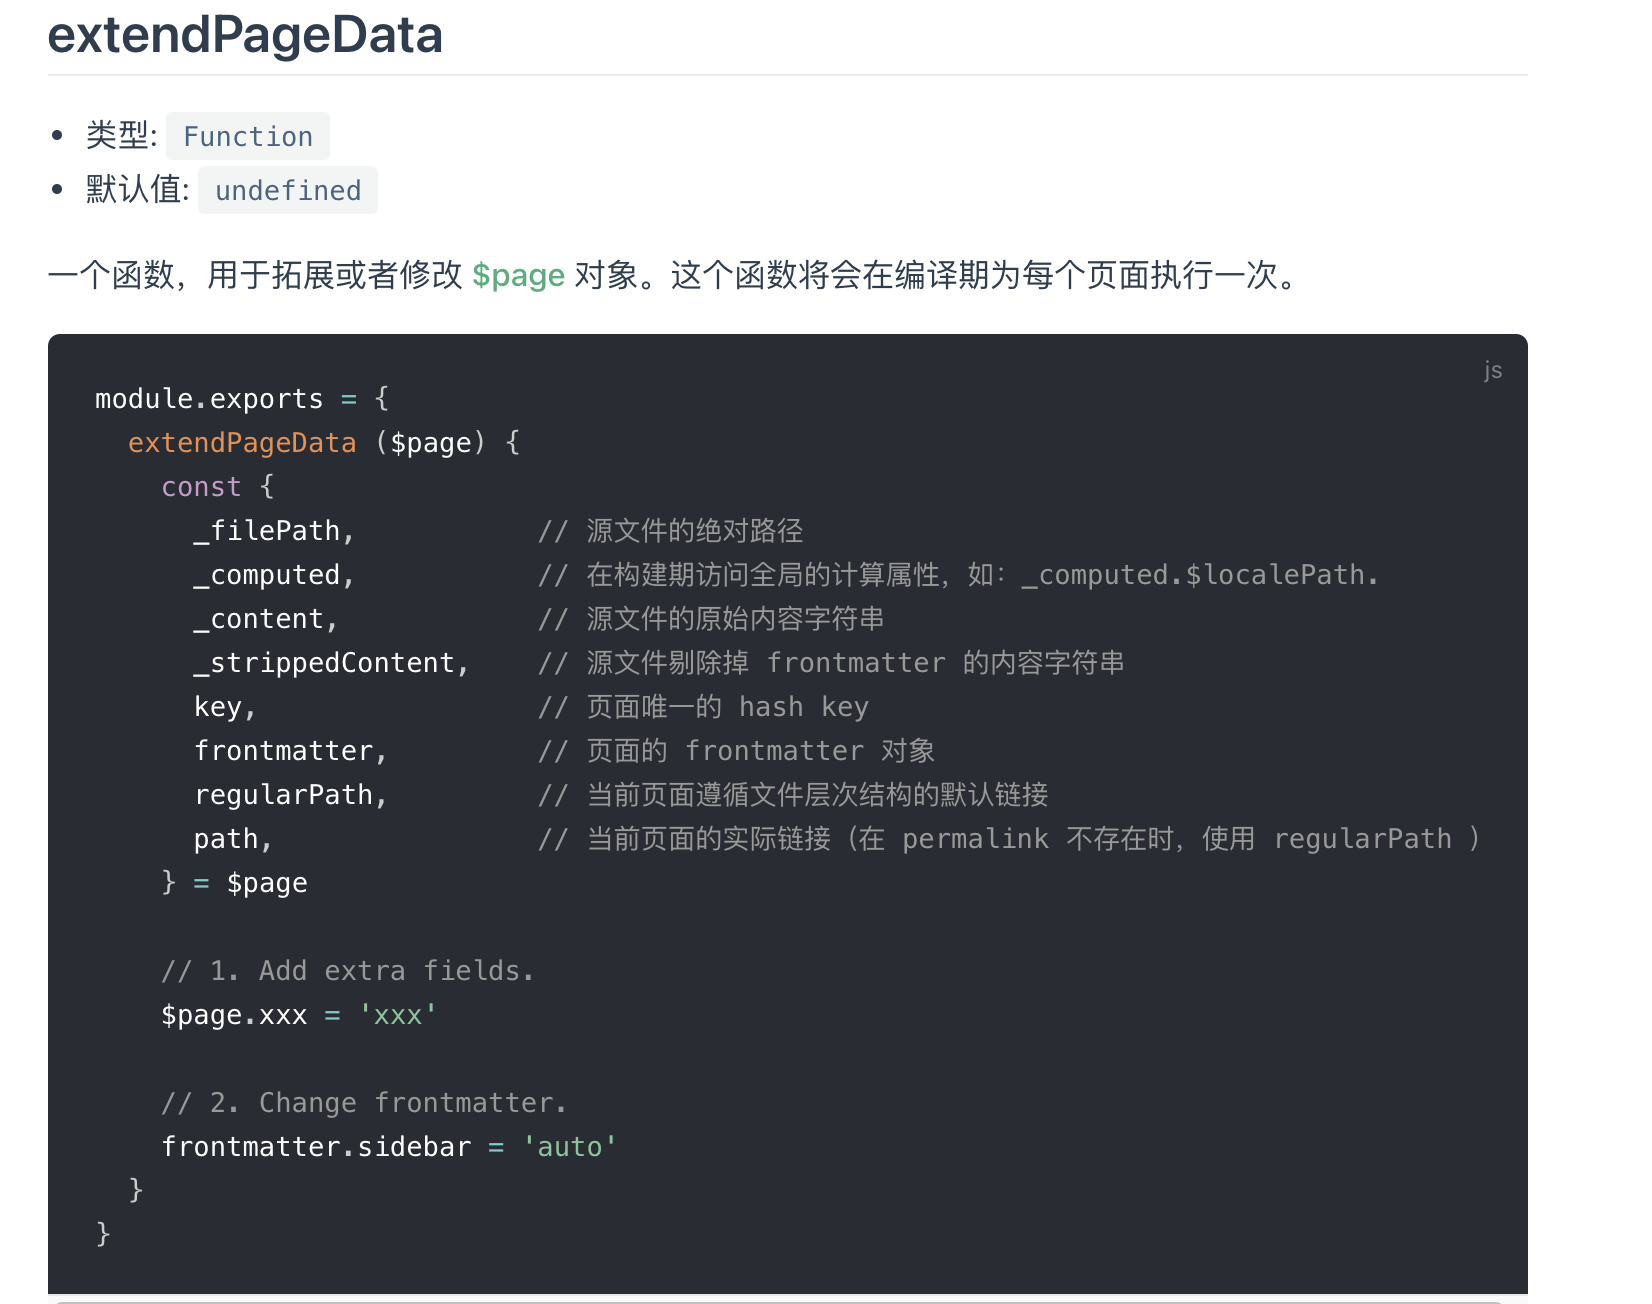 extendPageData
• 类型: Function
• 默认值: undefined
一个函数，用于拓展或者修改 $page 对象。这个函数将会在编译期为每个页面执行一次。
js
module.exports = {
  extendPageData ($page) {
    const {
      _filePath,           // 源文件的绝对路径
      _computed,           // 在构建期访问全局的计算属性，如：_computed.$localePath.
      _content,            // 源文件的原始内容字符串
      _strippedContent,    // 源文件剔除掉 frontmatter 的内容字符串
      key,                 // 页面唯一的 hash key
      frontmatter,         // 页面的 frontmatter 对象
      regularPath,         // 当前页面遵循文件层次结构的默认链接
      path,                // 当前页面的实际链接（在 permalink 不存在时，使用 regularPath ）
    } = $page
    // 1. Add extra fields.
    $page.xxx = 'xxx'
    // 2. Change frontmatter.
    frontmatter.sidebar = 'auto'
  }
}